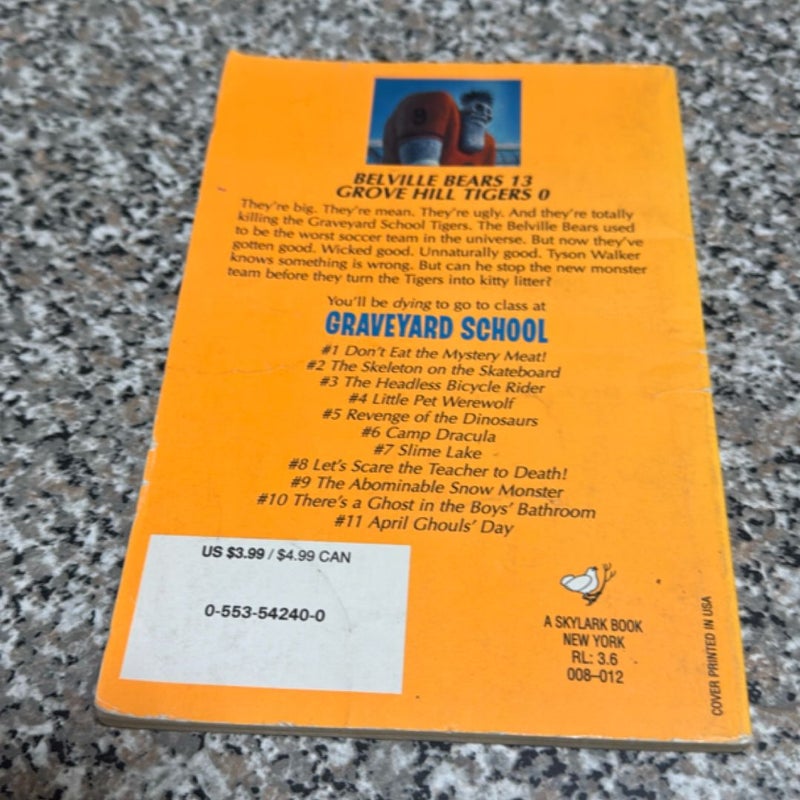 9
BELVILLE BEARS 13
GROVE HILL TIGERS 0
They're big. They're mean. They're ugly. And they're totally
killing the Graveyard School Tigers. The Belville Bears used
to be the worst soccer team in the universe. But now they've
gotten good. Wicked good. Unnaturally good. Tyson Walker
knows something is wrong. But can he stop the new monster
team before they turn the Tigers into kitty litter?
You'll be dying to go to class at
GRAVEYARD SCHOOL
#1 Don't Eat the Mystery Meat!
#2 The Skeleton on the Skateboard
#3 The Headless Bicycle Rider
#4 Little Pet Werewolf
#5 Revenge of the Dinosaurs
#6 Camp Dracula
#7 Slime Lake
#8 Let's Scare the Teacher to Death!
#9 The Abominable Snow Monster
#10 There's a Ghost in the Boys' Bathroom
#11 April Ghouls' Day
US $3.99 / $4.99 CAN
0-553-54240-0
A SKYLARK BOOK
NEW YORK
RL: 3.6
008–012
COVER PRINTED IN USA